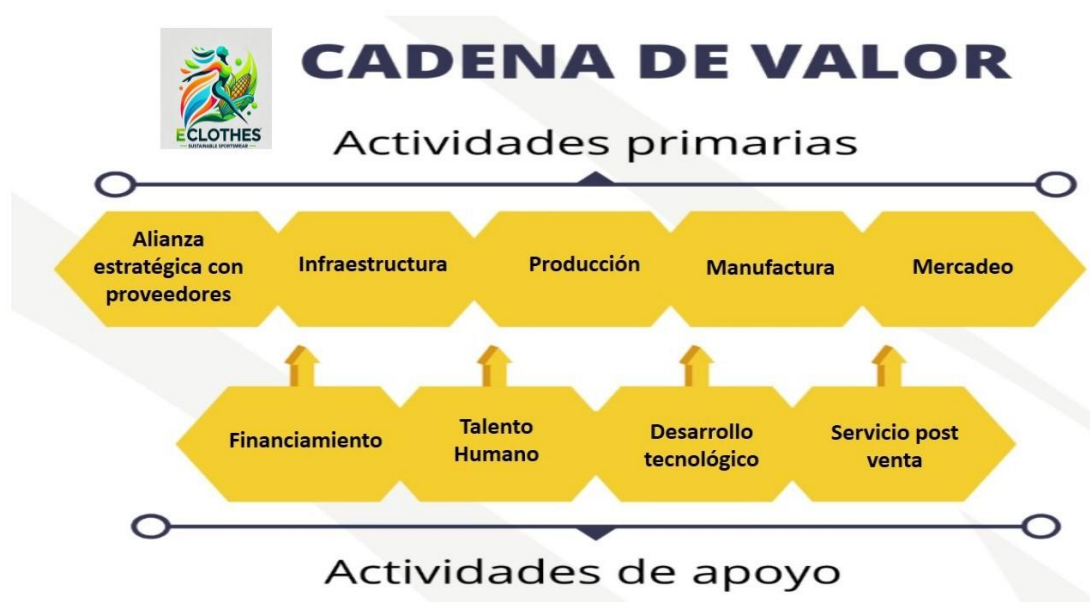 CADENA DE VALOR
ECLOTHES
SUSTAINABLE SPORTSWEAR
Actividades primarias
Alianza
estratégica con
proveedores
Infraestructura
Producción
Manufactura
Mercadeo
Financiamiento
Talento
Humano
Desarrollo
tecnológico
Servicio post
venta
Actividades de apoyo